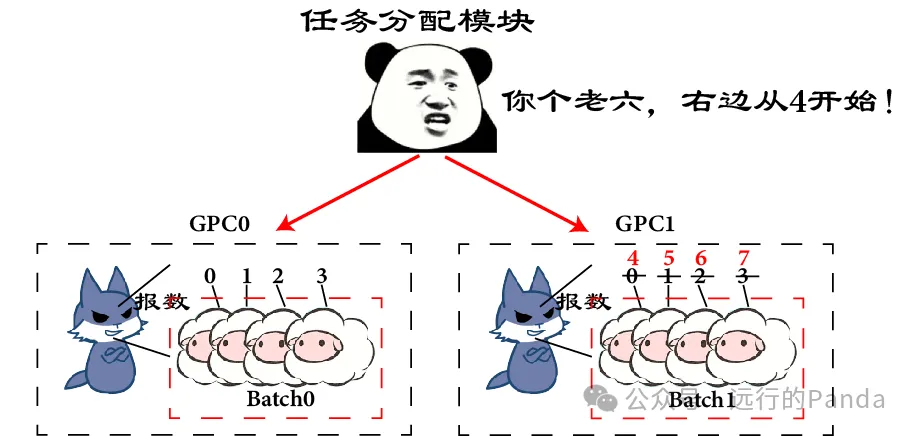 任务分配模块
你个老六，右边从4开始！
GPC0
GPC1
4 5 6 7
0 1 2 3
0 1 2 3
报数
报数
Batch0
Batch1
公众号 · 远行的Panda